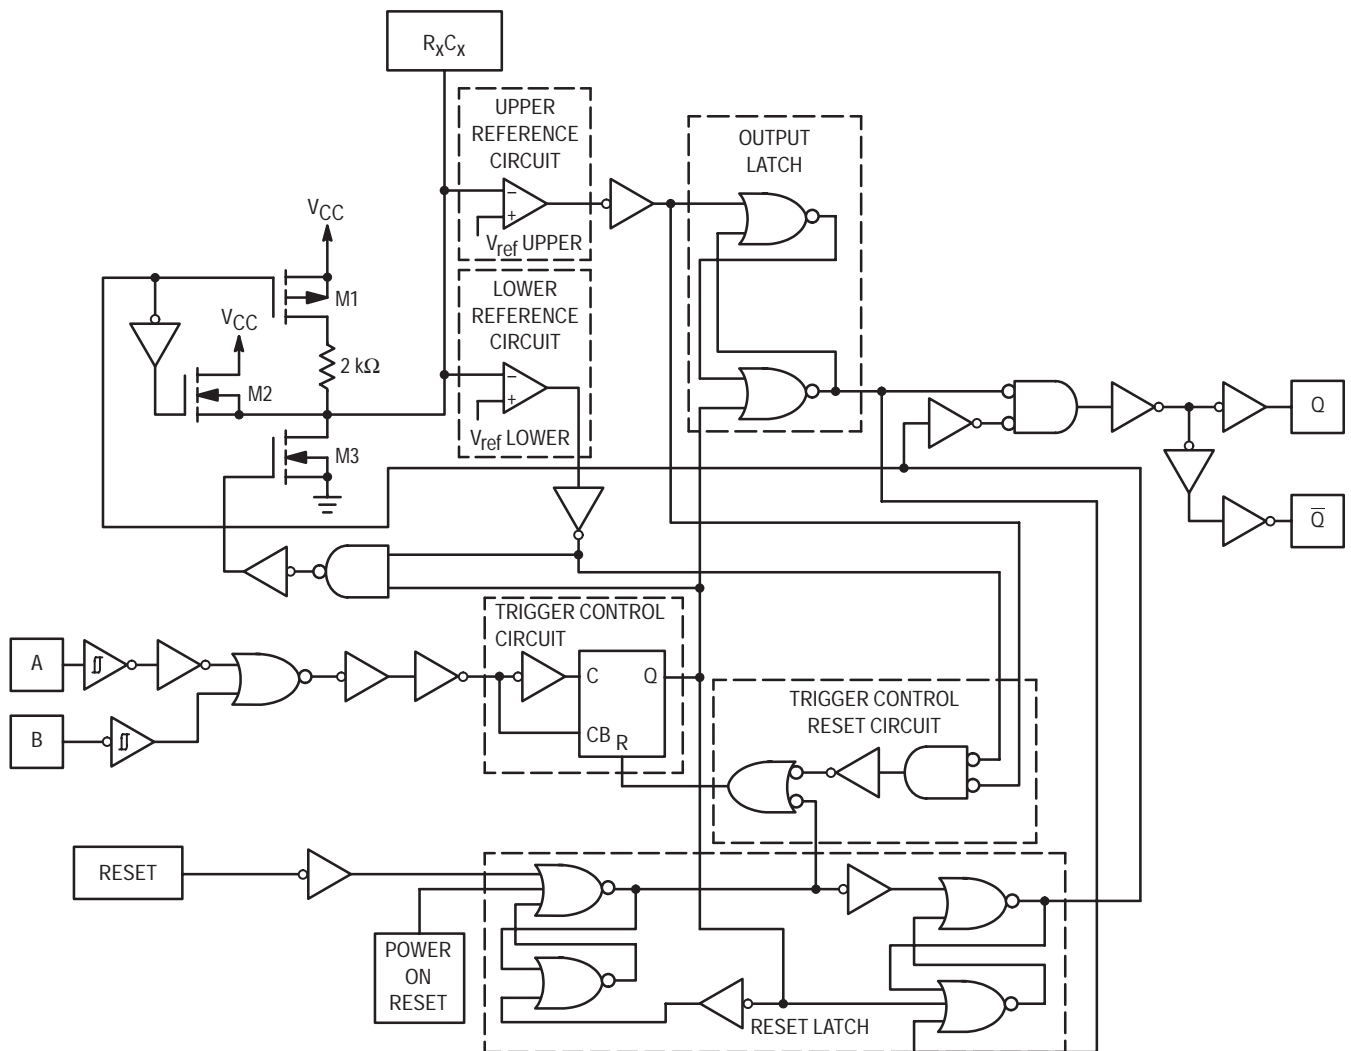 RxCx
UPPER
REFERENCE
CIRCUIT
− +
Vref UPPER
OUTPUT
LATCH
VCC
M1
LOWER
REFERENCE
CIRCUIT
VCC
2 kΩ
M2
− +
Vref LOWER
M3
Q
Q̅
TRIGGER CONTROL
CIRCUIT
A
C
Q
CB
R
B
TRIGGER CONTROL
RESET CIRCUIT
RESET
POWER
ON
RESET
RESET LATCH